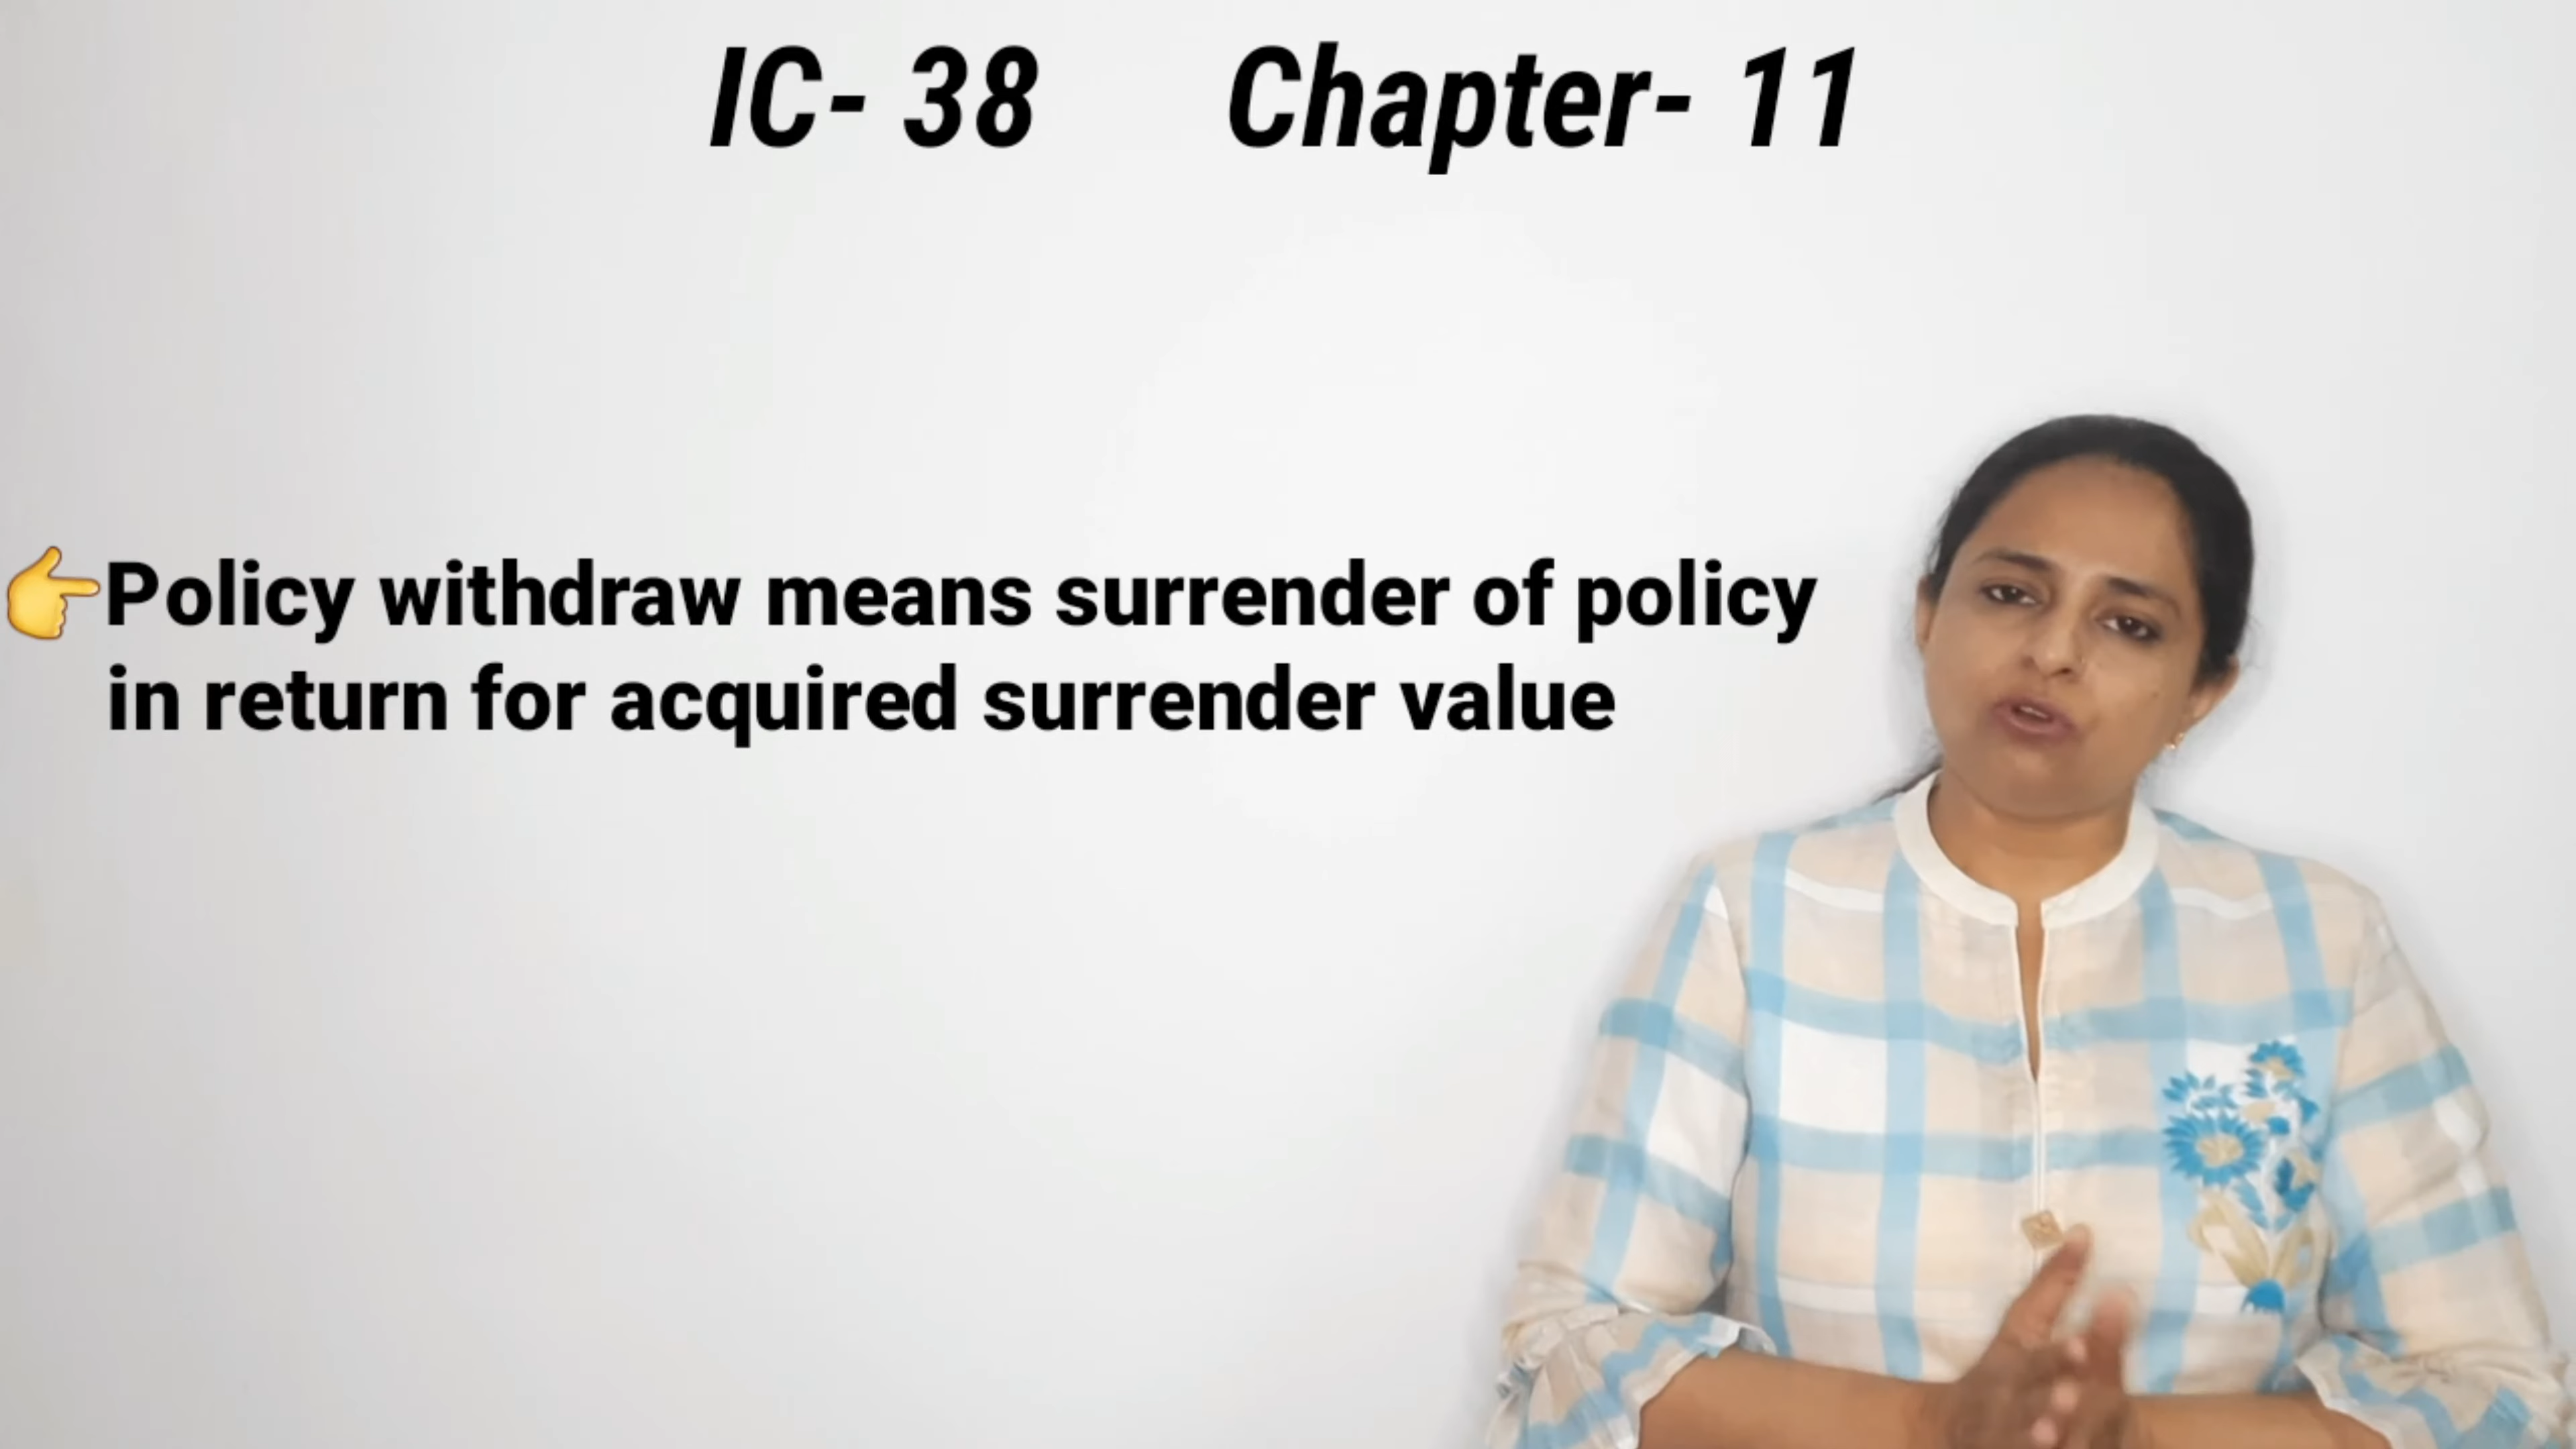 IC- 38 Chapter- 11
👉Policy withdraw means surrender of policy
in return for acquired surrender value